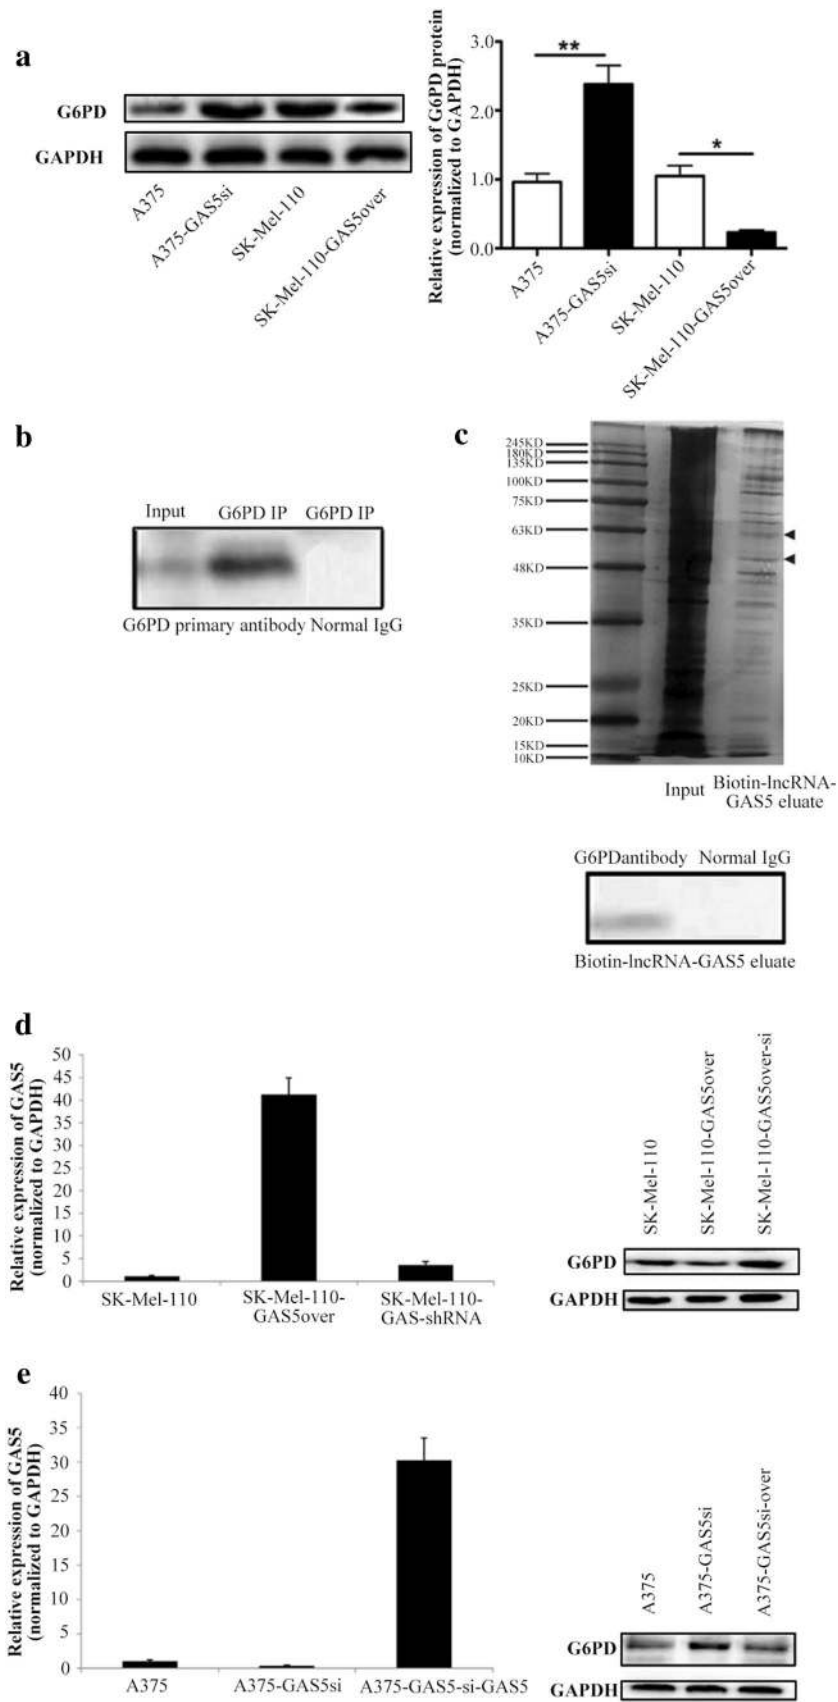 a
G6PD
GAPDH
A375
A375-GAS5si
SK-Mel-110
SK-Mel-110-GAS5over
Relative expression of G6PD protein
(normalized to GAPDH)
3.0
2.0
1.0
0.0
**
*
A375
A375-GAS5si
SK-Mel-110
SK-Mel-110-GAS5over
b
Input G6PD IP G6PD IP
G6PD primary antibody Normal IgG
c
245KD
180KD
135KD
100KD
75KD
63KD
48KD
35KD
25KD
20KD
15KD
10KD
Input Biotin-lncRNA-
GAS5 eluate
G6PDantibody Normal IgG
Biotin-lncRNA-GAS5 eluate
d
Relative expression of GAS5
(normalized to GAPDH)
50
45
40
35
30
25
20
15
10
5
0
SK-Mel-110
SK-Mel-110-
GAS5over
SK-Mel-110-
GAS-shRNA
SK-Mel-110
SK-Mel-110-GAS5over
SK-Mel-110-GAS5over-si
G6PD
GAPDH
e
Relative expression of GAS5
(normalized to GAPDH)
40
35
30
25
20
15
10
5
0
A375
A375-GAS5si
A375-GAS5-si-GAS5
A375
A375-GAS5si
A375-GAS5si-over
G6PD
GAPDH